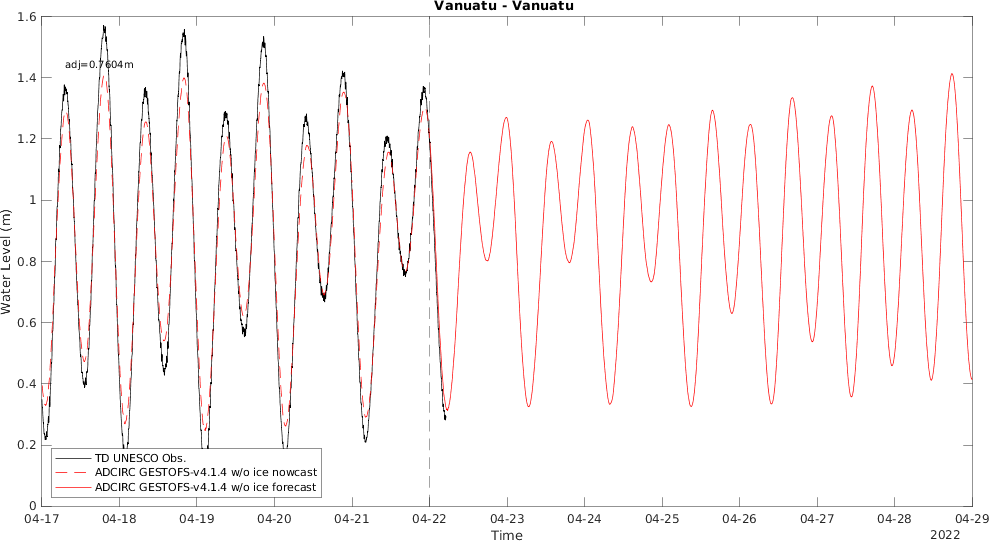 Vanuatu - Vanuatu
1.6
1.4
1.2
1
0.8
0.6
0.4
0.2
0
Water Level (m)
adj=0.7604m
TD UNESCO Obs.
ADCIRC GESTOFS-v4.1.4 w/o ice nowcast
ADCIRC GESTOFS-v4.1.4 w/o ice forecast
04-17 04-18 04-19 04-20 04-21 04-22 04-23 04-24 04-25 04-26 04-27 04-28 04-29
Time
2022